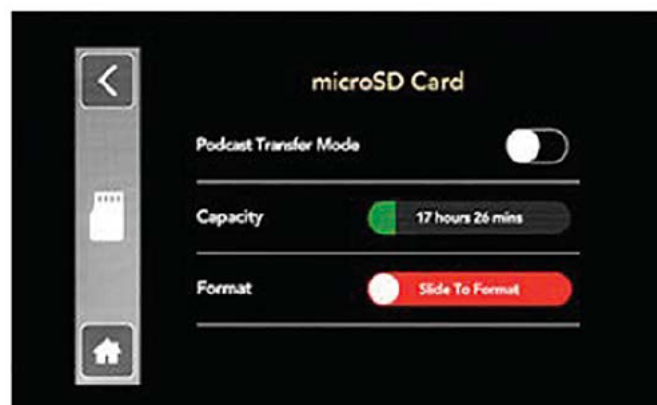 microSD Card
Podcast Transfer Mode
Capacity 17 hours 26 mins
Format Slide To Format